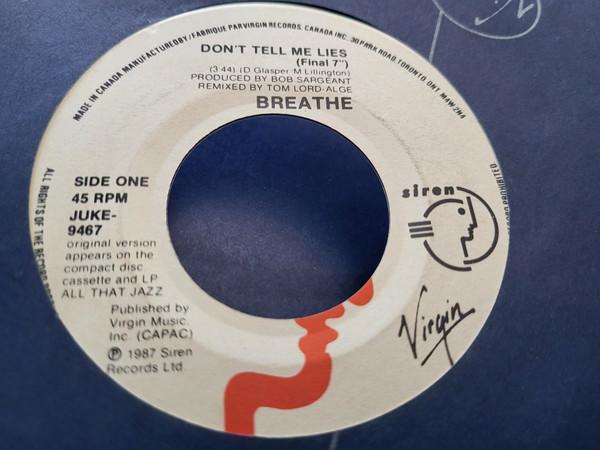 MADE IN CANADA MANUFACTURED BY/FABRIQUE PAR VIRGIN RECORDS. CANADA INC. 30 PARK ROAD, TORONTO ONT. M4W 2N4
DON'T TELL ME LIES
(Final 7")
(3:44) (D Glasper M Lillington)
PRODUCED BY BOB SARGEANT
REMIXED BY TOM LORD-ALGE
BREATHE
SIDE ONE
45 RPM
JUKE-
9467
original version
appears on the
compact disc,
cassette and LP
ALL THAT JAZZ
Published by
Virgin Music,
Inc. (CAPAC)
℗ 1987 Siren
Records Ltd.
siren
Virgin
ALL RIGHTS OF THE RECORD
PROHIBITED